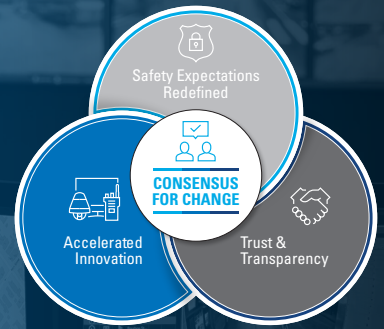 Safety Expectations
Redefined
CONSENSUS
FOR CHANGE
Accelerated
Innovation
Trust &
Transparency